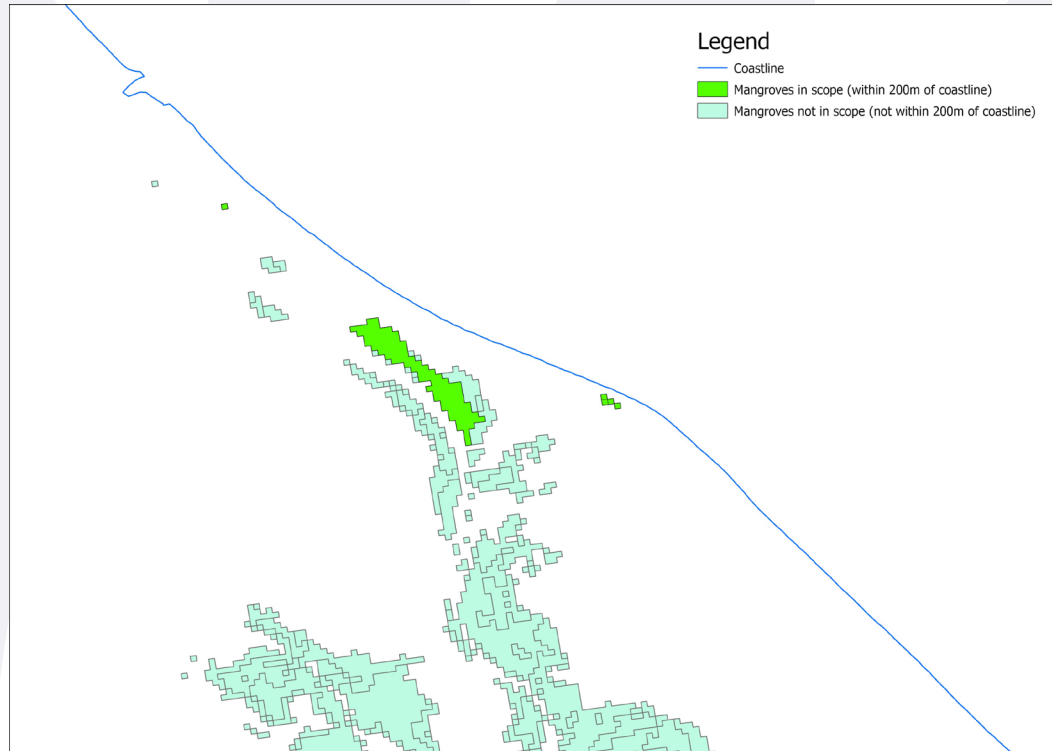 Legend
Coastline
Mangroves in scope (within 200m of coastline)
Mangroves not in scope (not within 200m of coastline)